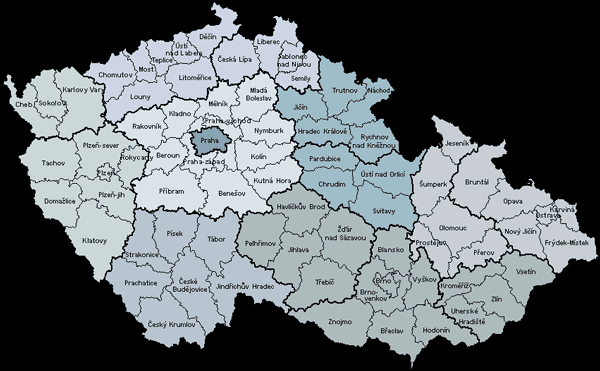 Děčín
Ústí
nad Labem
Teplice
Most
Chomutov
Litoměřice
Louny
Liberec
Jablonec
nad Nisou
Česká Lípa
Semily
Karlovy Vary
Sokolov
Cheb
Trutnov
Náchod
Jičín
Hradec Králové
Rychnov
nad Kněžnou
Mladá
Boleslav
Mělník
Kladno
Praha-východ
Rakovník
Nymburk
Praha
Beroun
Praha-západ
Kolín
Kutná Hora
Příbram
Benešov
Plzeň-sever
Rokycany
Tachov
Plzeň
Plzeň-jih
Domažlice
Klatovy
Pardubice
Chrudim
Ústí nad Orlicí
Svitavy
Jeseník
Šumperk
Bruntál
Opava
Karviná
Ostrava
Nový Jičín
Frýdek-Místek
Olomouc
Prostějov
Přerov
Havlíčkův Brod
Žďár
nad Sázavou
Pelhřimov
Jihlava
Třebíč
Písek
Tábor
Strakonice
Prachatice
České
Budějovice
Jindřichův Hradec
Český Krumlov
Blansko
Brno
Brno-
venkov
Vyškov
Znojmo
Břeclav
Hodonín
Kroměříž
Vsetín
Zlín
Uherské
Hradiště